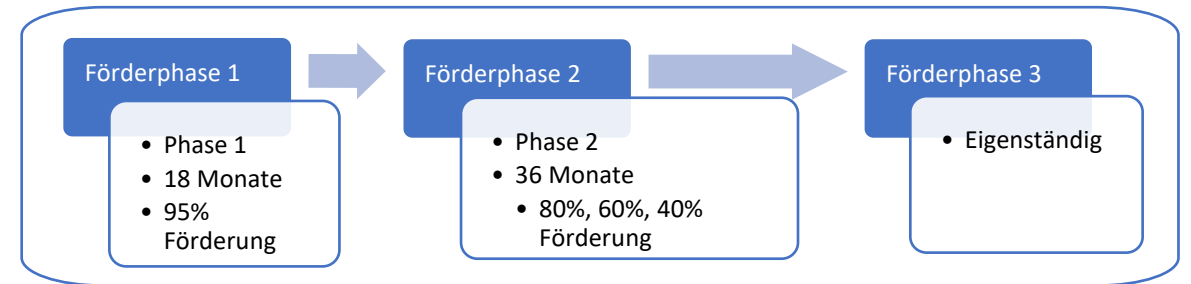 Förderphase 1
• Phase 1
• 18 Monate
• 95%
Förderung
Förderphase 2
• Phase 2
• 36 Monate
• 80%, 60%, 40%
Förderung
Förderphase 3
• Eigenständig